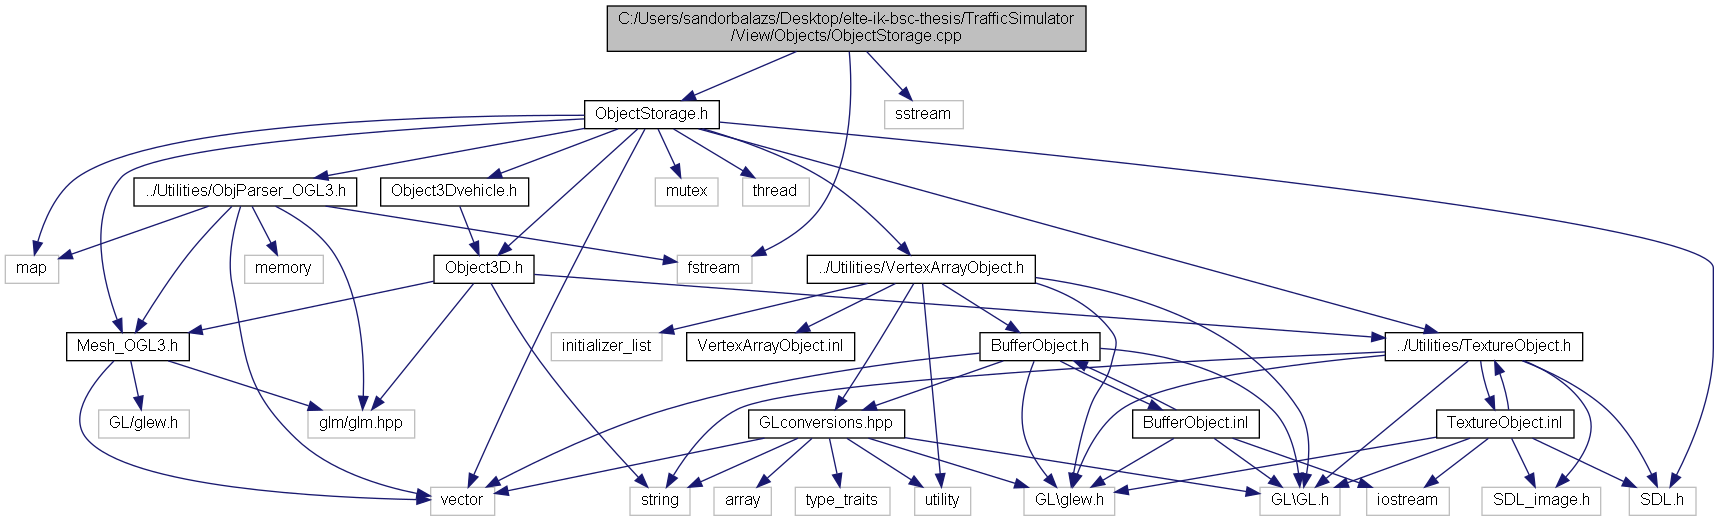 C:/Users/sandorbalazs/Desktop/elte-ik-bsc-thesis/TrafficSimulator
/View/Objects/ObjectStorage.cpp
ObjectStorage.h
sstream
../Utilities/ObjParser_OGL3.h
Object3Dvehicle.h
mutex
thread
map
memory
Object3D.h
fstream
../Utilities/VertexArrayObject.h
Mesh_OGL3.h
initializer_list
VertexArrayObject.inl
BufferObject.h
../Utilities/TextureObject.h
GL/glew.h
glm/glm.hpp
GLconversions.hpp
BufferObject.inl
TextureObject.inl
vector
string
array
type_traits
utility
GL\glew.h
GL\GL.h
iostream
SDL_image.h
SDL.h